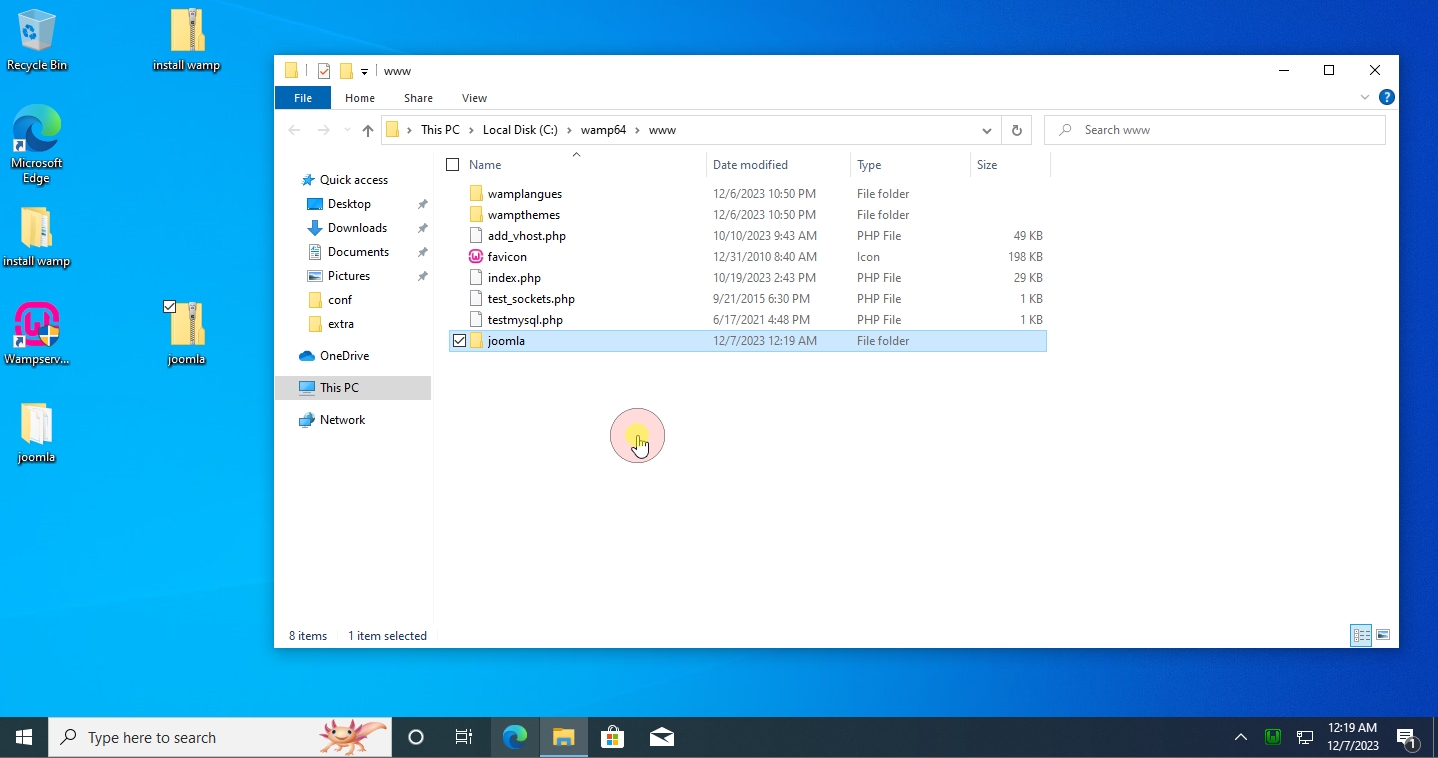 Recycle Bin
install wamp
Microsoft
Edge
install wamp
Wampserv...
joomla
joomla
www
File Home Share View
This PC Local Disk (C:) wamp64 www
Search www
Name Date modified Type Size
Quick access
Desktop
Downloads
Documents
Pictures
conf
extra
OneDrive
This PC
Network
wamplangues 12/6/2023 10:50 PM File folder
wampthemes 12/6/2023 10:50 PM File folder
add_vhost.php 10/10/2023 9:43 AM PHP File 49 KB
favicon 12/31/2010 8:40 AM Icon 198 KB
index.php 10/19/2023 2:43 PM PHP File 29 KB
test_sockets.php 9/21/2015 6:30 PM PHP File 1 KB
testmysql.php 6/17/2021 4:48 PM PHP File 1 KB
joomla 12/7/2023 12:19 AM File folder
8 items 1 item selected
Type here to search
12:19 AM
12/7/2023
1